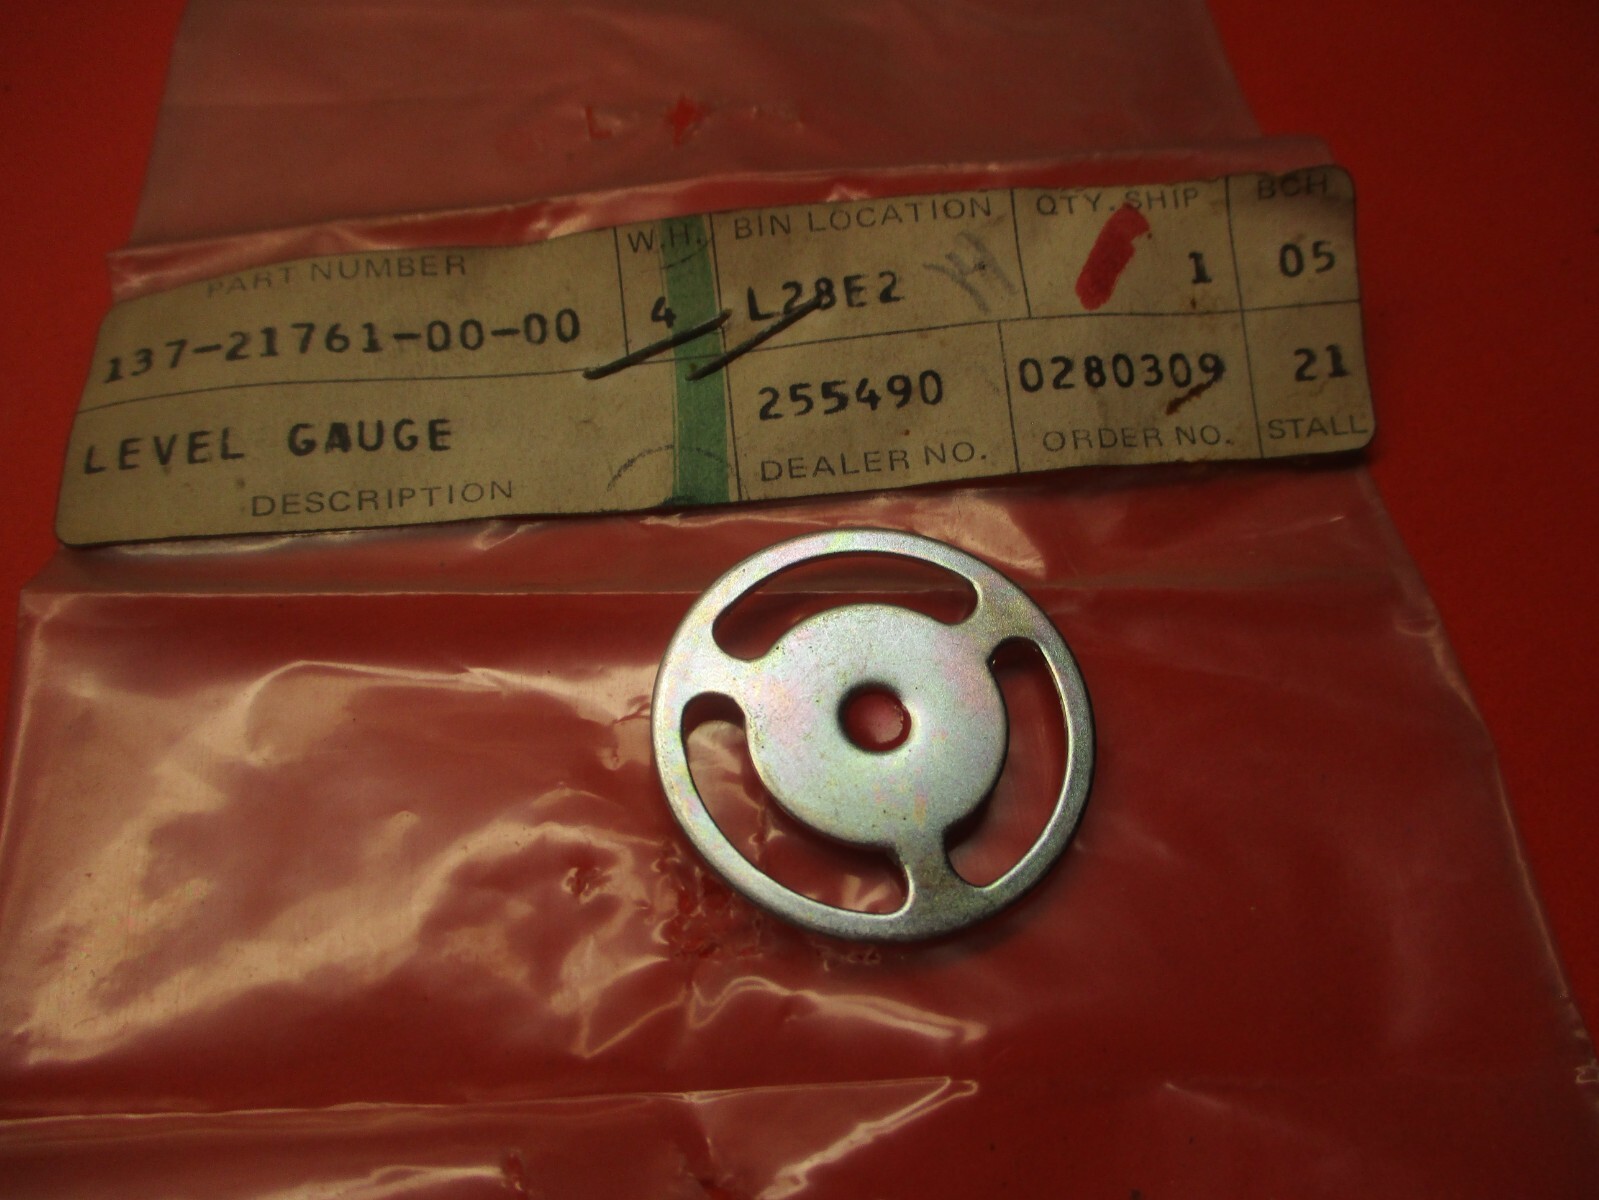 PART NUMBER W.H. BIN LOCATION QTY. SHIP BCH
137-21761-00-00 4 L28E2 1 05
LEVEL GAUGE 255490 0280309 21
DESCRIPTION DEALER NO. ORDER NO. STALL